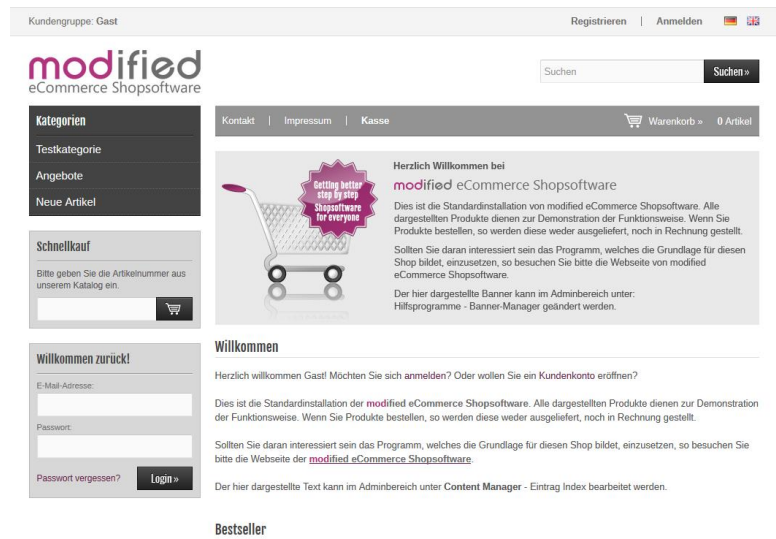 Kundengruppe: Gast
Registrieren | Anmelden
modified
eCommerce Shopsoftware
Suchen
Suchen »
Kategorien
Testkategorie
Angebote
Neue Artikel
Kontakt | Impressum | Kasse
Warenkorb » 0 Artikel
Getting better
step by step
Shopsoftware
for everyone
Herzlich Willkommen bei
modified eCommerce Shopsoftware
Dies ist die Standardinstallation von modified eCommerce Shopsoftware. Alle
dargestellten Produkte dienen zur Demonstration der Funktionsweise. Wenn Sie
Produkte bestellen, so werden diese weder ausgeliefert, noch in Rechnung gestellt.
Sollten Sie daran interessiert sein das Programm, welches die Grundlage für diesen
Shop bildet, einzusetzen, so besuchen Sie bitte die Webseite von modified
eCommerce Shopsoftware.
Der hier dargestellte Banner kann im Adminbereich unter:
Hilfsprogramme - Banner-Manager geändert werden.
Schnellkauf
Bitte geben Sie die Artikelnummer aus
unserem Katalog ein.
Willkommen zurück!
E-Mail-Adresse:
Passwort:
Passwort vergessen?
Login »
Willkommen
Herzlich willkommen Gast! Möchten Sie sich anmelden? Oder wollen Sie ein Kundenkonto eröffnen?
Dies ist die Standardinstallation der modified eCommerce Shopsoftware. Alle dargestellten Produkte dienen zur Demonstration
der Funktionsweise. Wenn Sie Produkte bestellen, so werden diese weder ausgeliefert, noch in Rechnung gestellt.
Sollten Sie daran interessiert sein das Programm, welches die Grundlage für diesen Shop bildet, einzusetzen, so besuchen Sie
bitte die Webseite der modified eCommerce Shopsoftware.
Der hier dargestellte Text kann im Adminbereich unter Content Manager - Eintrag Index bearbeitet werden.
Bestseller